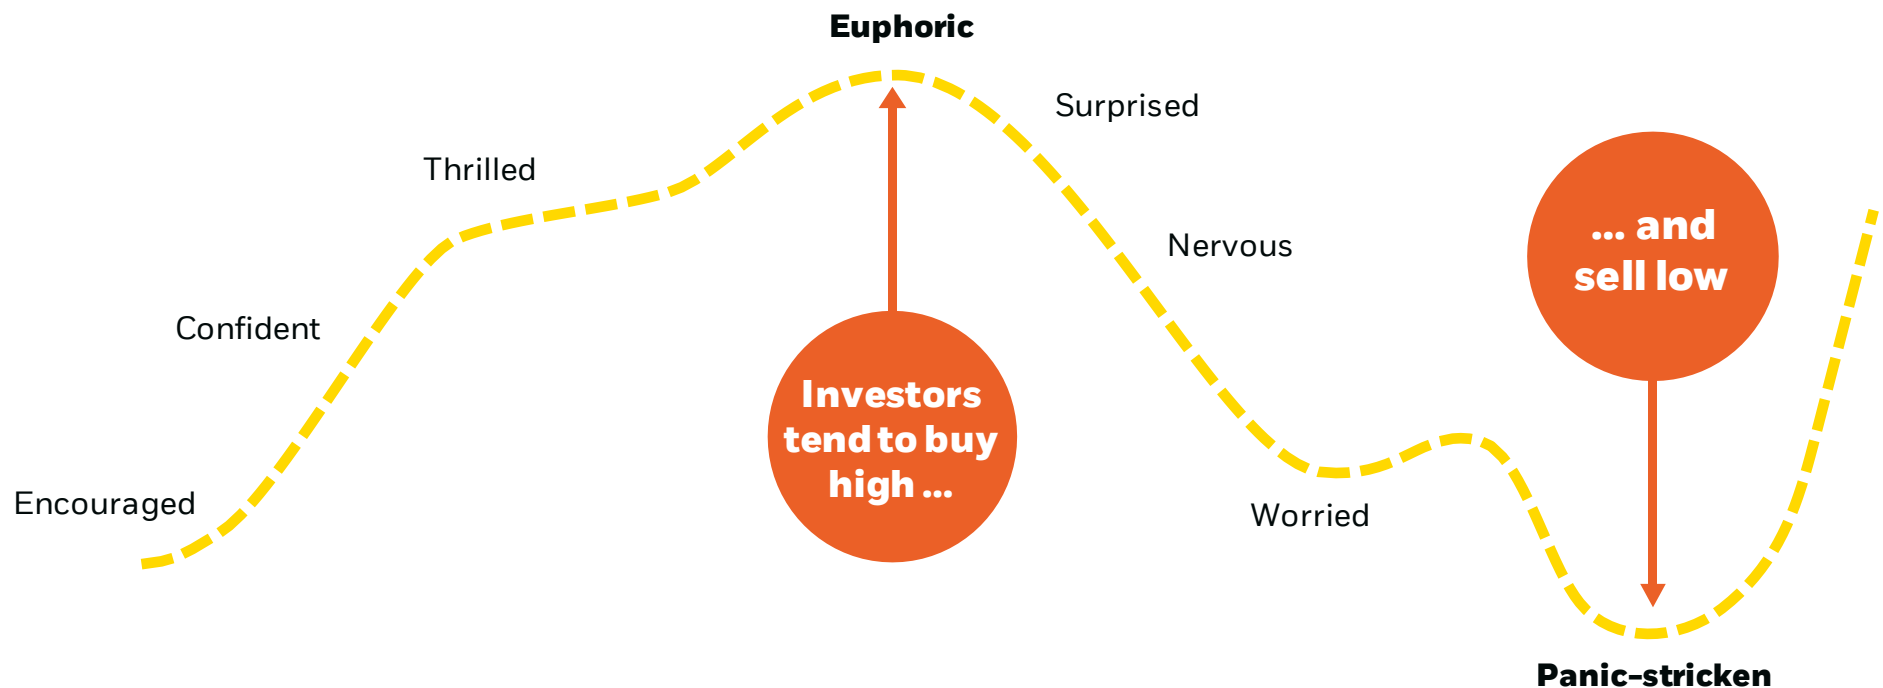 Euphoric
Surprised
Thrilled
... and
sell low
Nervous
Confident
Investors
tend to buy
high ...
Encouraged
Worried
Panic-stricken